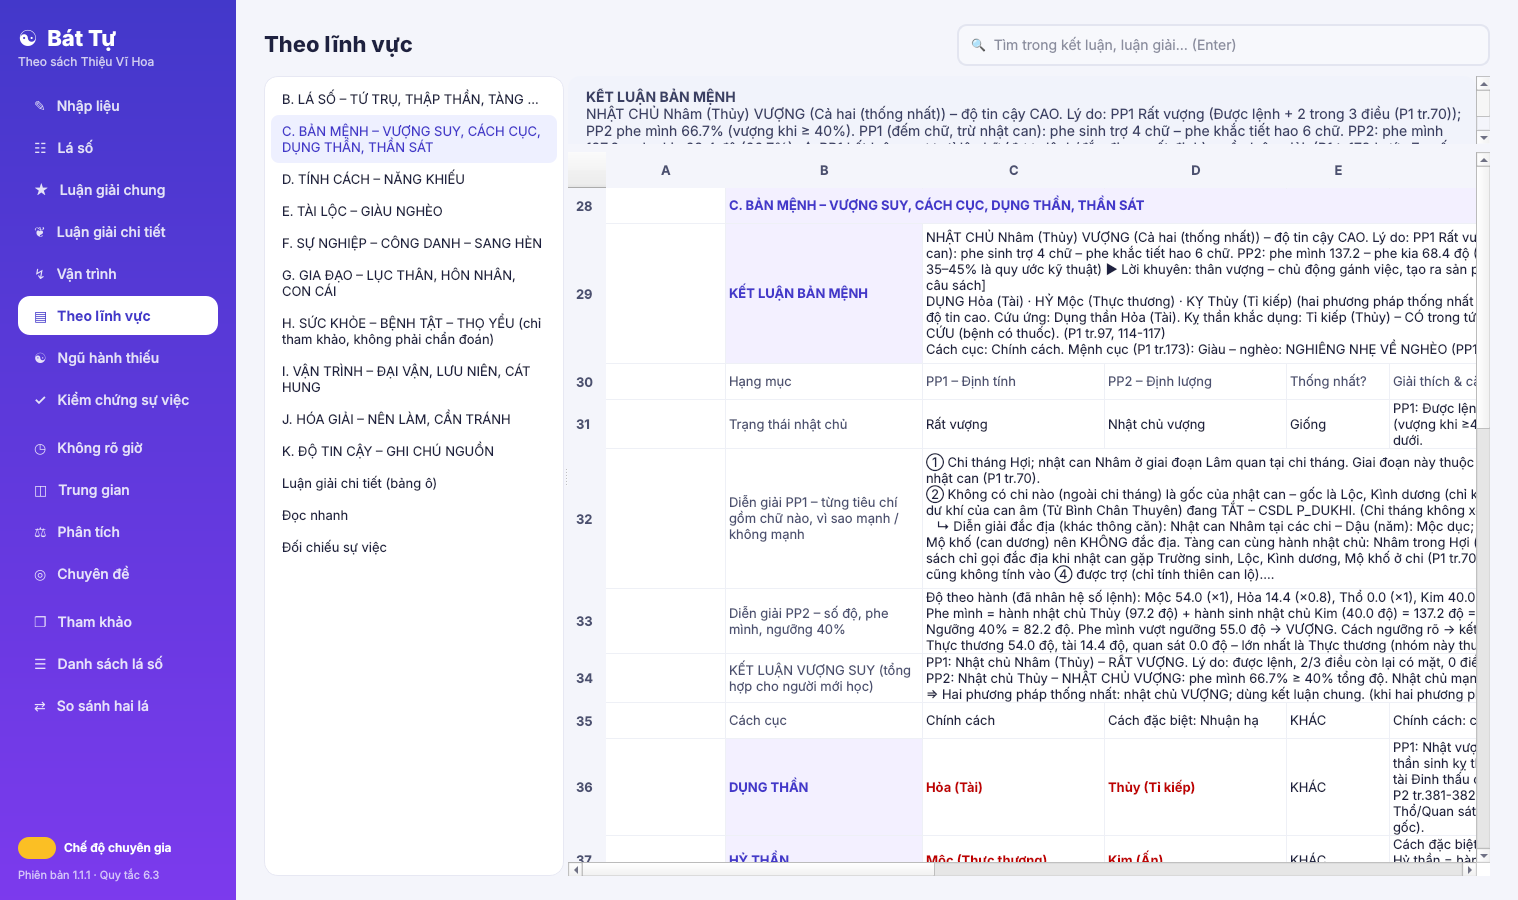 Bát Tự
Theo sách Thiệu Vĩ Hoa
Nhập liệu
Lá số
Luận giải chung
Luận giải chi tiết
Vận trình
Theo lĩnh vực
Ngũ hành thiếu
Kiểm chứng sự việc
Không rõ giờ
Trung gian
Phân tích
Chuyên đề
Tham khảo
Danh sách lá số
So sánh hai lá
Chế độ chuyên gia
Phiên bản 1.1.1 · Quy tắc 6.3
Theo lĩnh vực
Tìm trong kết luận, luận giải... (Enter)
B. LÁ SỐ – TỨ TRỤ, THẬP THẦN, TÀNG ...
C. BẢN MỆNH – VƯỢNG SUY, CÁCH CỤC,
DỤNG THẦN, THẦN SÁT
D. TÍNH CÁCH – NĂNG KHIẾU
E. TÀI LỘC – GIÀU NGHÈO
F. SỰ NGHIỆP – CÔNG DANH – SANG HÈN
G. GIA ĐẠO – LỤC THÂN, HÔN NHÂN,
CON CÁI
H. SỨC KHỎE – BỆNH TẬT – THỌ YỂU (chỉ
tham khảo, không phải chẩn đoán)
I. VẬN TRÌNH – ĐẠI VẬN, LƯU NIÊN, CÁT
HUNG
J. HÓA GIẢI – NÊN LÀM, CẦN TRÁNH
K. ĐỘ TIN CẬY – GHI CHÚ NGUỒN
Luận giải chi tiết (bảng ô)
Đọc nhanh
Đối chiếu sự việc
KẾT LUẬN BẢN MỆNH
NHẬT CHỦ Nhâm (Thủy) VƯỢNG (Cả hai (thống nhất)) – độ tin cậy CAO. Lý do: PP1 Rất vượng (Được lệnh + 2 trong 3 điều (P1 tr.70));
PP2 phe mình 66.7% (vượng khi ≥ 40%). PP1 (đếm chữ, trừ nhật can): phe sinh trợ 4 chữ – phe khắc tiết hao 6 chữ. PP2: phe mình
A B C D E
28 C. BẢN MỆNH – VƯỢNG SUY, CÁCH CỤC, DỤNG THẦN, THẦN SÁT
29 KẾT LUẬN BẢN MỆNH
NHẬT CHỦ Nhâm (Thủy) VƯỢNG (Cả hai (thống nhất)) – độ tin cậy CAO. Lý do: PP1 Rất
can): phe sinh trợ 4 chữ – phe khắc tiết hao 6 chữ. PP2: phe mình 137.2 – phe kia 68.4 độ (
35–45% là quy ước kỹ thuật) ▶ Lời khuyên: thân vượng – chủ động gánh việc, tạo ra sản
câu sách]
DỤNG Hỏa (Tài) · HỶ Mộc (Thực thương) · KỴ Thủy (Tỉ kiếp) (hai phương pháp thống nhất
độ tin cao. Cứu ứng: Dụng thần Hỏa (Tài). Kỵ thần khắc dụng: Tỉ kiếp (Thủy) – CÓ trong
CỨU (bệnh có thuốc). (P1 tr.97, 114-117)
Cách cục: Chính cách. Mệnh cục (P1 tr.173): Giàu – nghèo: NGHIÊNG NHẸ VỀ NGHÈO (PP1
30 Hạng mục PP1 – Định tính PP2 – Định lượng Thống nhất? Giải thích &
31 Trạng thái nhật chủ Rất vượng Nhật chủ vượng Giống
PP1: Được
(vượng khi
dưới.
32 Diễn giải PP1 – từng tiêu chí
gồm chữ nào, vì sao mạnh /
không mạnh
① Chi tháng Hợi; nhật can Nhâm ở giai đoạn Lâm quan tại chi tháng. Giai đoạn này thuộc
nhật can (P1 tr.70).
② Không có chi nào (ngoài chi tháng) là gốc của nhật can – gốc là Lộc, Kình dương (chỉ
dư khí của can âm (Tử Bình Chân Thuyên) đang TẮT – CSDL P_DUKHI. (Chi tháng không
↳ Diễn giải đắc địa (khác thông căn): Nhật can Nhâm tại các chi – Dậu (năm): Mộc dục;
Mộ khố (can dương) nên KHÔNG đắc địa. Tàng can cùng hành nhật chủ: Nhâm trong Hợi (
sách chỉ gọi đắc địa khi nhật can gặp Trường sinh, Lộc, Kình dương, Mộ khố ở chi (P1 tr.70
cũng không tính vào ④ được trợ (chỉ tính thiên can lộ)....
33 Diễn giải PP2 – số độ, phe
mình, ngưỡng 40%
Độ theo hành (đã nhân hệ số lệnh): Mộc 54.0 (×1), Hỏa 14.4 (×0.8), Thổ 0.0 (×1), Kim 40.0
Phe mình = hành nhật chủ Thủy (97.2 độ) + hành sinh nhật chủ Kim (40.0 độ) = 137.2 độ =
Ngưỡng 40% = 82.2 độ. Phe mình vượt ngưỡng 55.0 độ → VƯỢNG. Cách ngưỡng rõ → kết
Thực thương 54.0 độ, tài 14.4 độ, quan sát 0.0 độ – lớn nhất là Thực thương (nhóm này
34 KẾT LUẬN VƯỢNG SUY (tổng
hợp cho người mới học)
PP1: Nhật chủ Nhâm (Thủy) – RẤT VƯỢNG. Lý do: được lệnh, 2/3 điều còn lại có mặt, 0
PP2: Nhật chủ Thủy – NHẬT CHỦ VƯỢNG: phe mình 66.7% ≥ 40% tổng độ. Nhật chủ
⇒ Hai phương pháp thống nhất: nhật chủ VƯỢNG; dùng kết luận chung. (khi hai phương
35 Cách cục Chính cách Cách đặc biệt: Nhuận hạ KHÁC Chính cách:
36 DỤNG THẦN Hỏa (Tài) Thủy (Tỉ kiếp) KHÁC
PP1: Nhật
thần sinh kỵ
tài Đinh thấu
P2 tr.381-382
Thổ/Quan sát
gốc).
37 HỶ THẦN Mộc (Thực thương) Kim (Ấn) KHÁC
Cách đặc biệt
Hỷ thần =